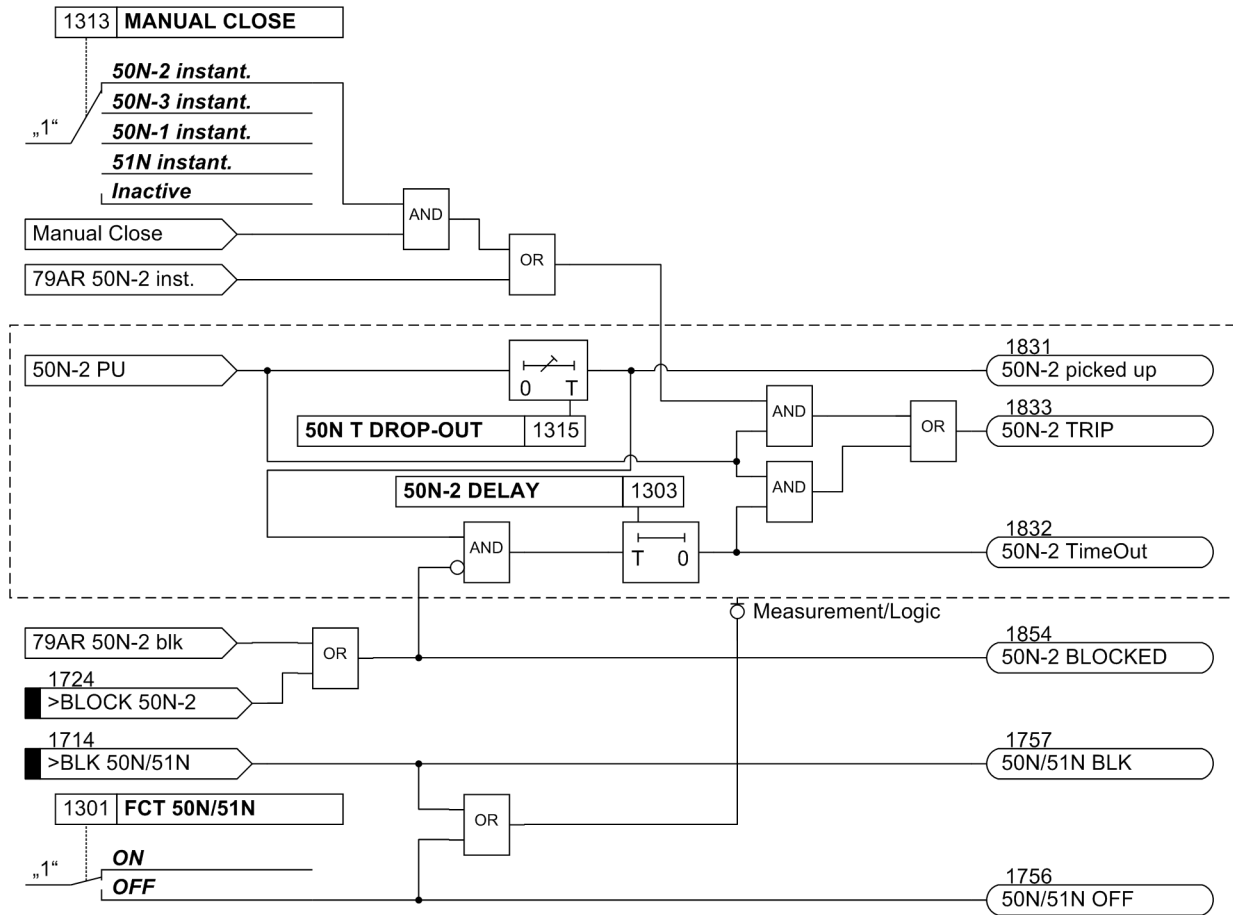 1313 MANUAL CLOSE
50N-2 instant.
50N-3 instant.
„1“
50N-1 instant.
51N instant.
Inactive
AND
Manual Close
OR
79AR 50N-2 inst.
1831
50N-2 PU
50N-2 picked up
0 T
AND
1833
50N T DROP-OUT 1315
OR
50N-2 TRIP
50N-2 DELAY 1303
AND
1832
AND
T 0
50N-2 TimeOut
Measurement/Logic
79AR 50N-2 blk
OR
1854
50N-2 BLOCKED
1724
>BLOCK 50N-2
1714
>BLK 50N/51N
1757
50N/51N BLK
1301 FCT 50N/51N
OR
„1“
ON
OFF
1756
50N/51N OFF